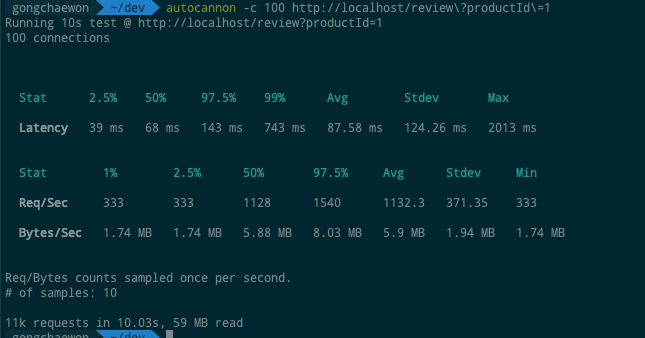 gongchaewon ~/dev autocannon -c 100 http://localhost/review\?productId\=1
Running 10s test @ http://localhost/review?productId=1
100 connections
Stat 2.5% 50% 97.5% 99% Avg Stdev Max
Latency 39 ms 68 ms 143 ms 743 ms 87.58 ms 124.26 ms 2013 ms
Stat 1% 2.5% 50% 97.5% Avg Stdev Min
Req/Sec 333 333 1128 1540 1132.3 371.35 333
Bytes/Sec 1.74 MB 1.74 MB 5.88 MB 8.03 MB 5.9 MB 1.94 MB 1.74 MB
Req/Bytes counts sampled once per second.
# of samples: 10
11k requests in 10.03s, 59 MB read
gongchaewon ~/dev